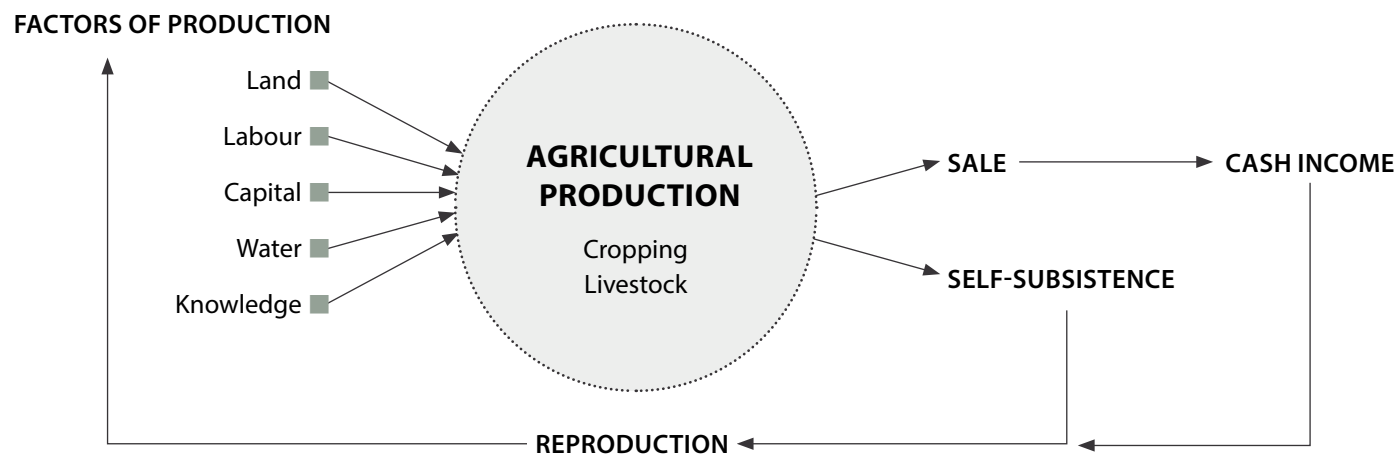 FACTORS OF PRODUCTION
Land
Labour
Capital
Water
Knowledge
AGRICULTURAL
PRODUCTION
Cropping
Livestock
SALE
CASH INCOME
SELF-SUBSISTENCE
REPRODUCTION